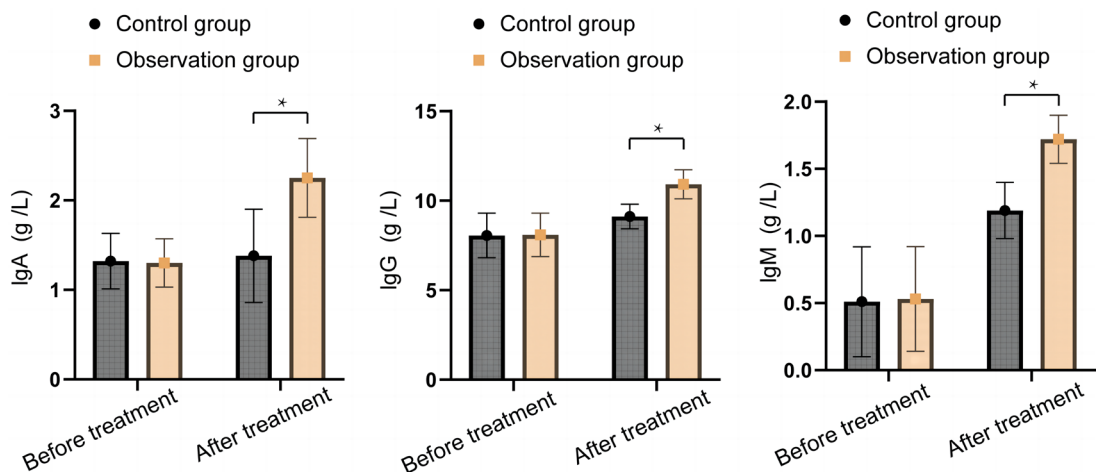 Control group
Observation group
*
3
2
1
0
IgA (g /L)
Before treatment
After treatment
Control group
Observation group
*
15
10
5
0
IgG (g /L)
Before treatment
After treatment
Control group
Observation group
*
2.0
1.5
1.0
0.5
0.0
IgM (g /L)
Before treatment
After treatment